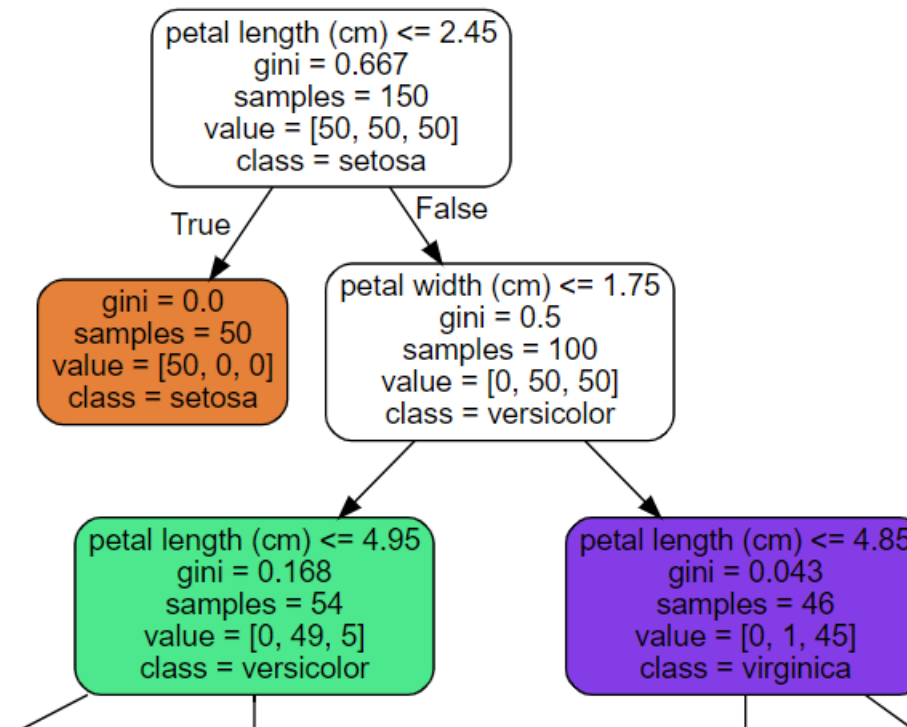 petal length (cm) <= 2.45
gini = 0.667
samples = 150
value = [50, 50, 50]
class = setosa
True
False
gini = 0.0
samples = 50
value = [50, 0, 0]
class = setosa
petal width (cm) <= 1.75
gini = 0.5
samples = 100
value = [0, 50, 50]
class = versicolor
petal length (cm) <= 4.95
gini = 0.168
samples = 54
value = [0, 49, 5]
class = versicolor
petal length (cm) <= 4.85
gini = 0.043
samples = 46
value = [0, 1, 45]
class = virginica